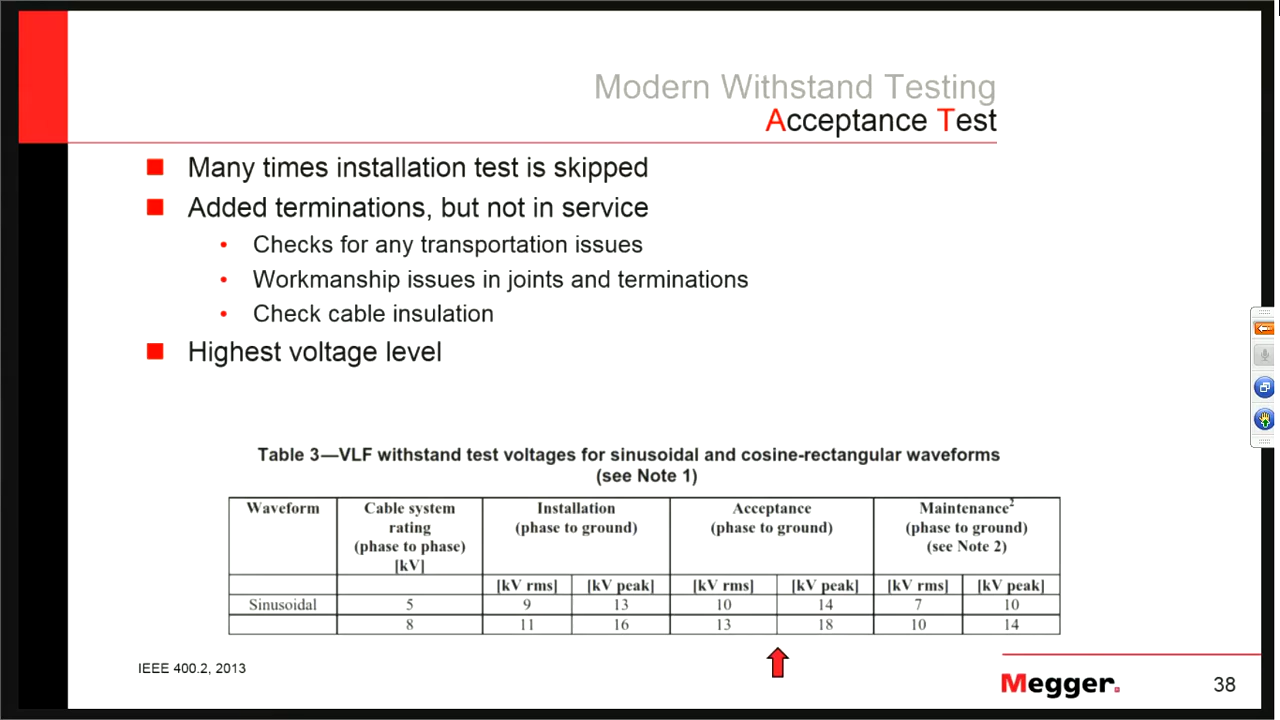 Modern Withstand Testing
Acceptance Test
Many times installation test is skipped
Added terminations, but not in service
Checks for any transportation issues
Workmanship issues in joints and terminations
Check cable insulation
Highest voltage level
Table 3—VLF withstand test voltages for sinusoidal and cosine-rectangular waveforms
(see Note 1)
Waveform Cable system rating (phase to phase) [kV] Installation (phase to ground) Acceptance (phase to ground) Maintenance² (phase to ground) (see Note 2)
[kV rms] [kV peak] [kV rms] [kV peak] [kV rms] [kV peak]
Sinusoidal 5 9 13 10 14 7 10
8 11 16 13 18 10 14
IEEE 400.2, 2013
Megger.
38